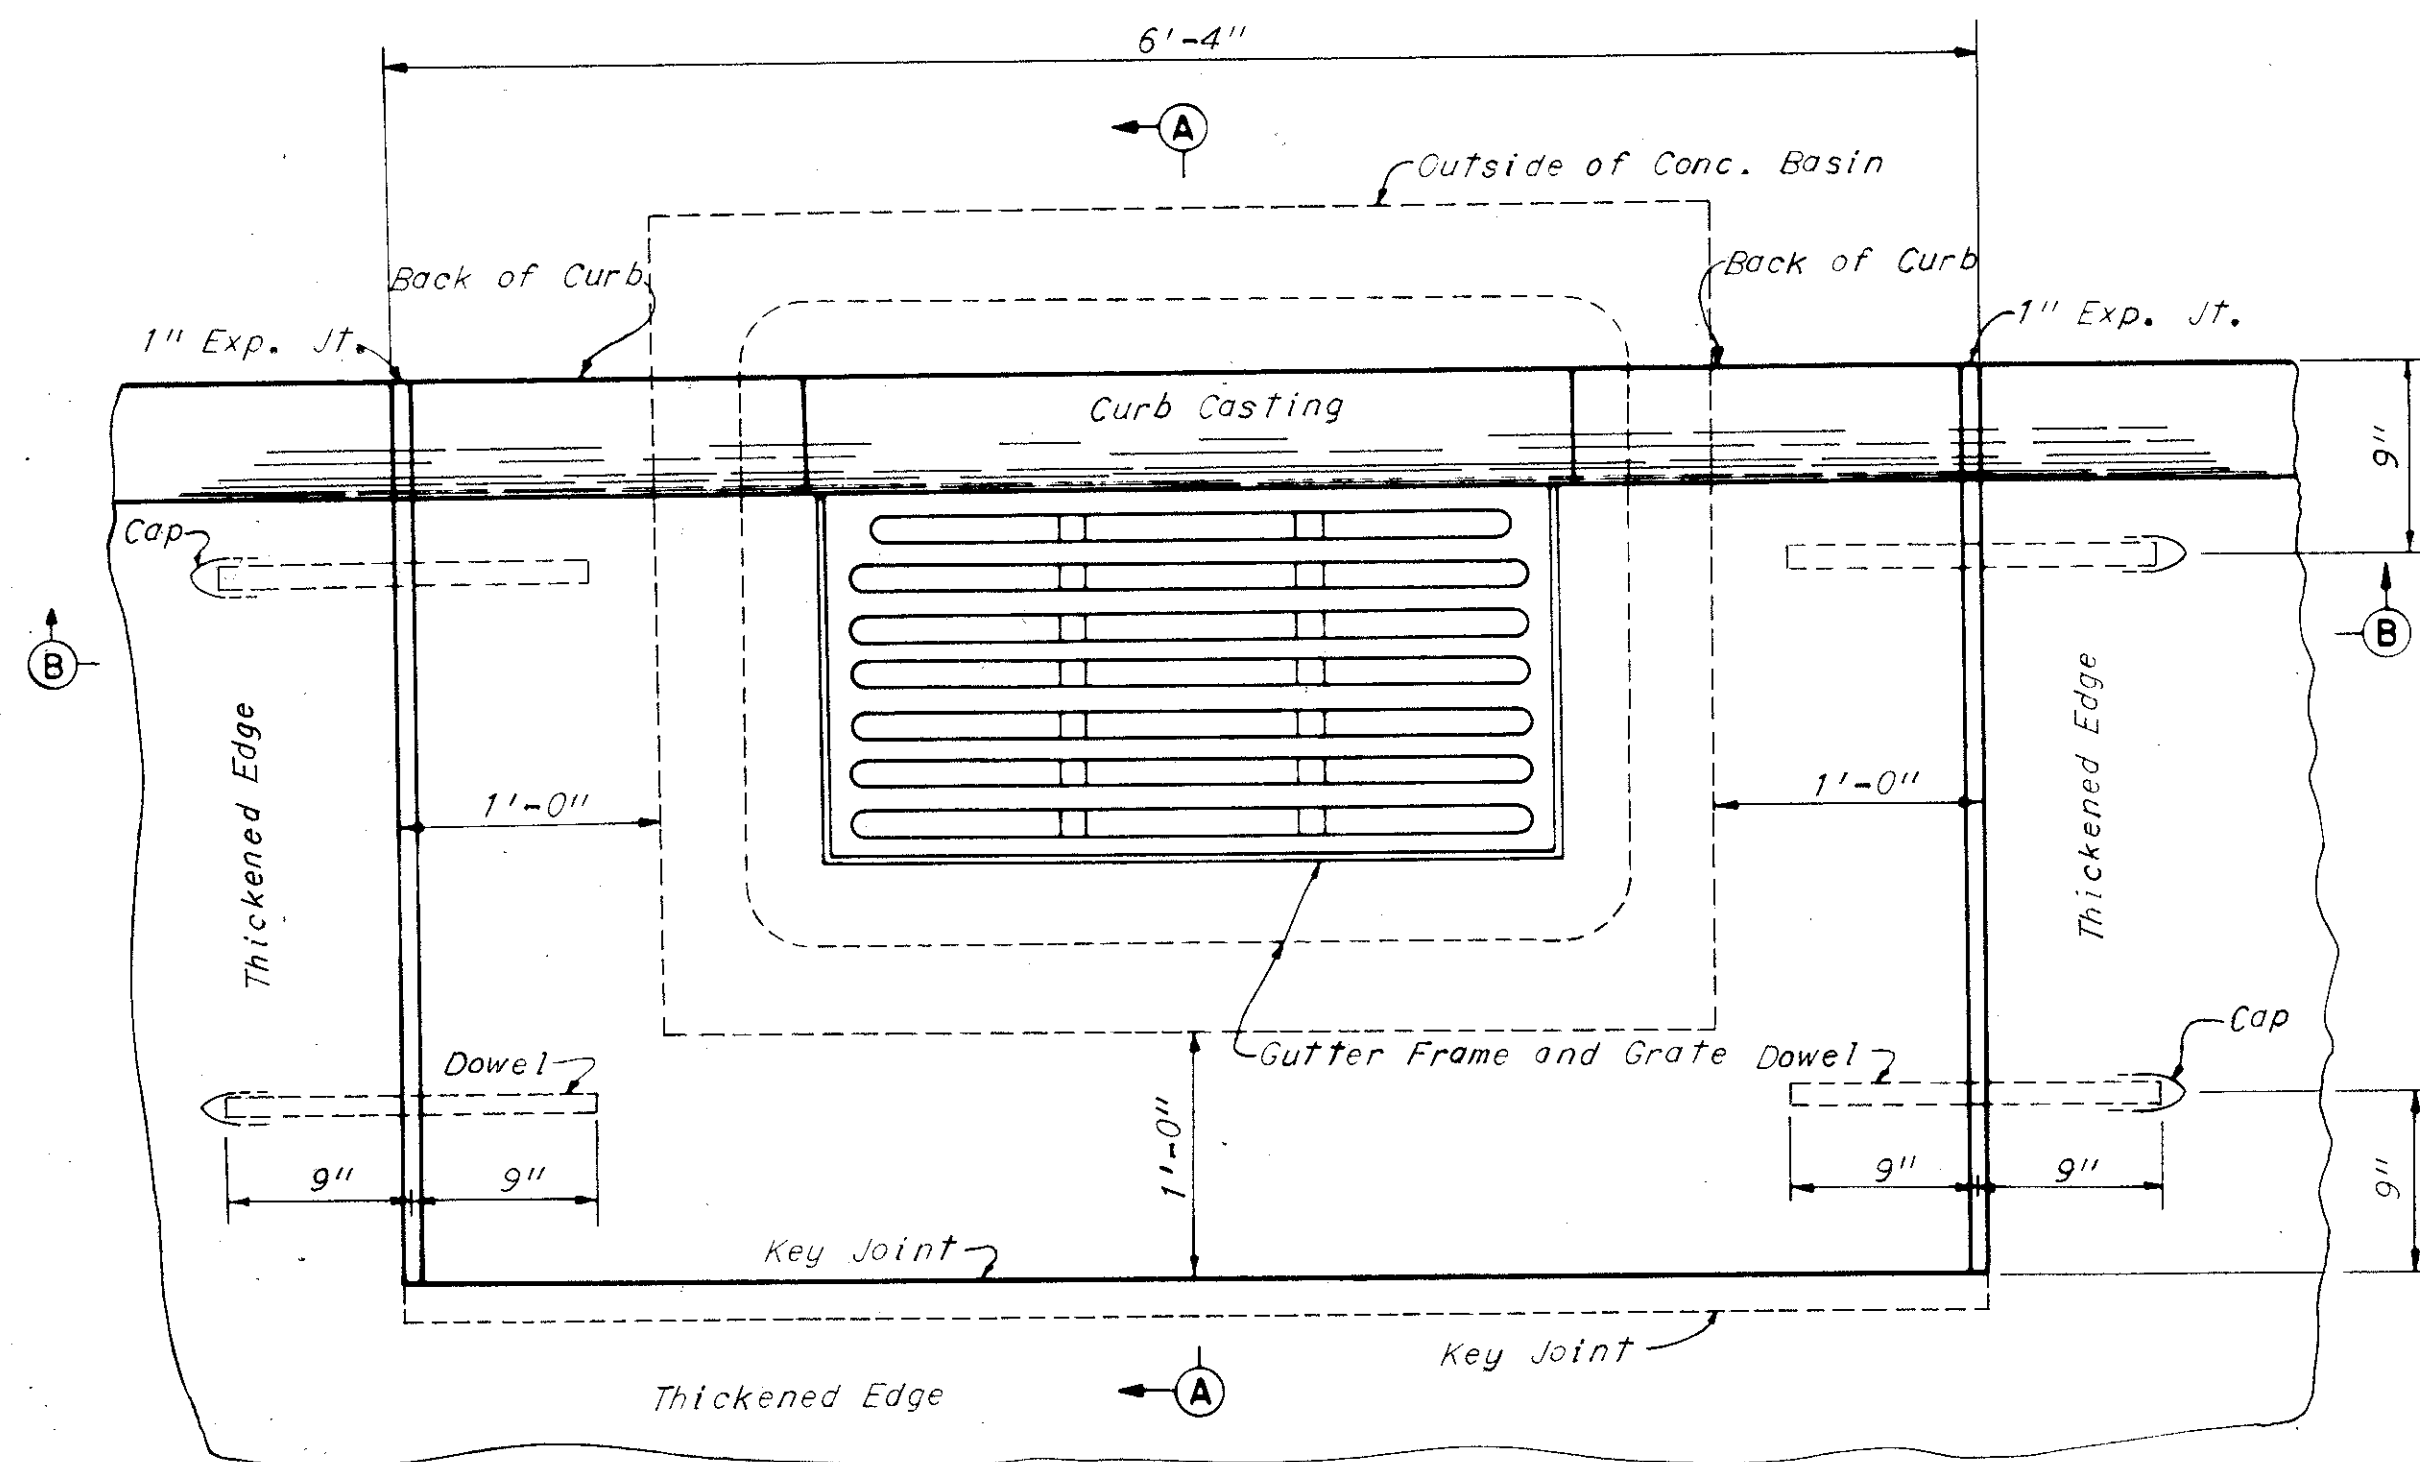 6'-4"
A
Outside of Conc. Basin
Back of Curb
Back of Curb
1" Exp. Jt.
1" Exp. Jt.
Curb Casting
9"
Cap
B
B
Thickened Edge
Thickened Edge
1'-0"
1'-0"
Cap
Dowel
Gutter Frame and Grate
Dowel
1'-0"
9"
9"
9"
9"
9"
Key Joint
Key Joint
Thickened Edge
A